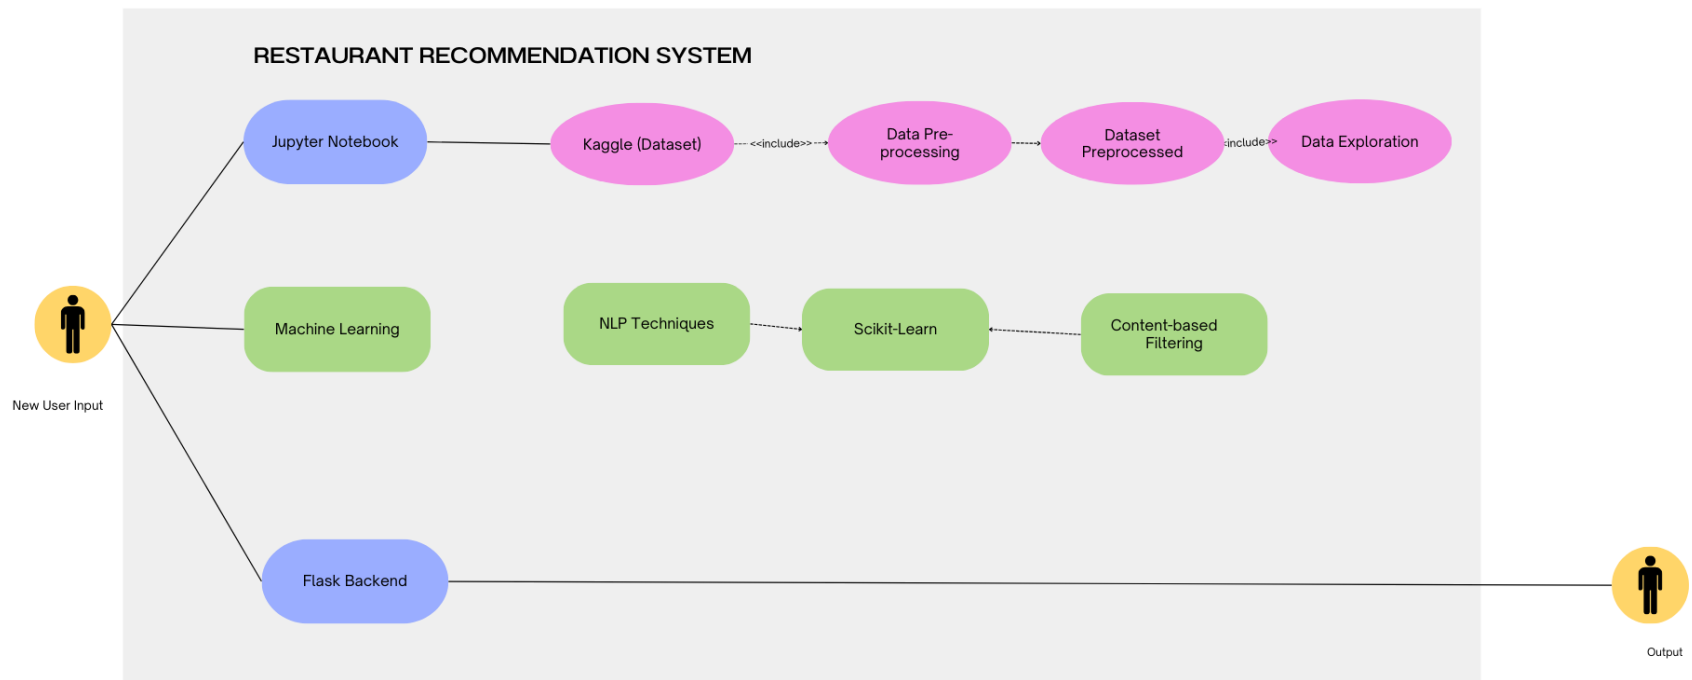 RESTAURANT RECOMMENDATION SYSTEM
Jupyter Notebook
Kaggle (Dataset)
<<include>>
Data Pre-
processing
Dataset
Preprocessed
<include>>
Data Exploration
Machine Learning
NLP Techniques
Scikit-Learn
Content-based
Filtering
New User Input
Flask Backend
Output